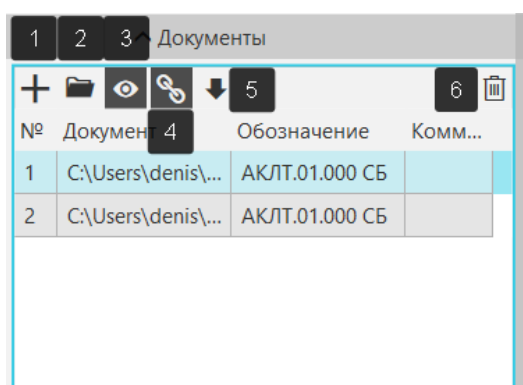 1 2 3 Документы
5 6
№ Документ 4 Обозначение Комм...
1 C:\Users\denis\... АКЛТ.01.000 СБ
2 C:\Users\denis\... АКЛТ.01.000 СБ